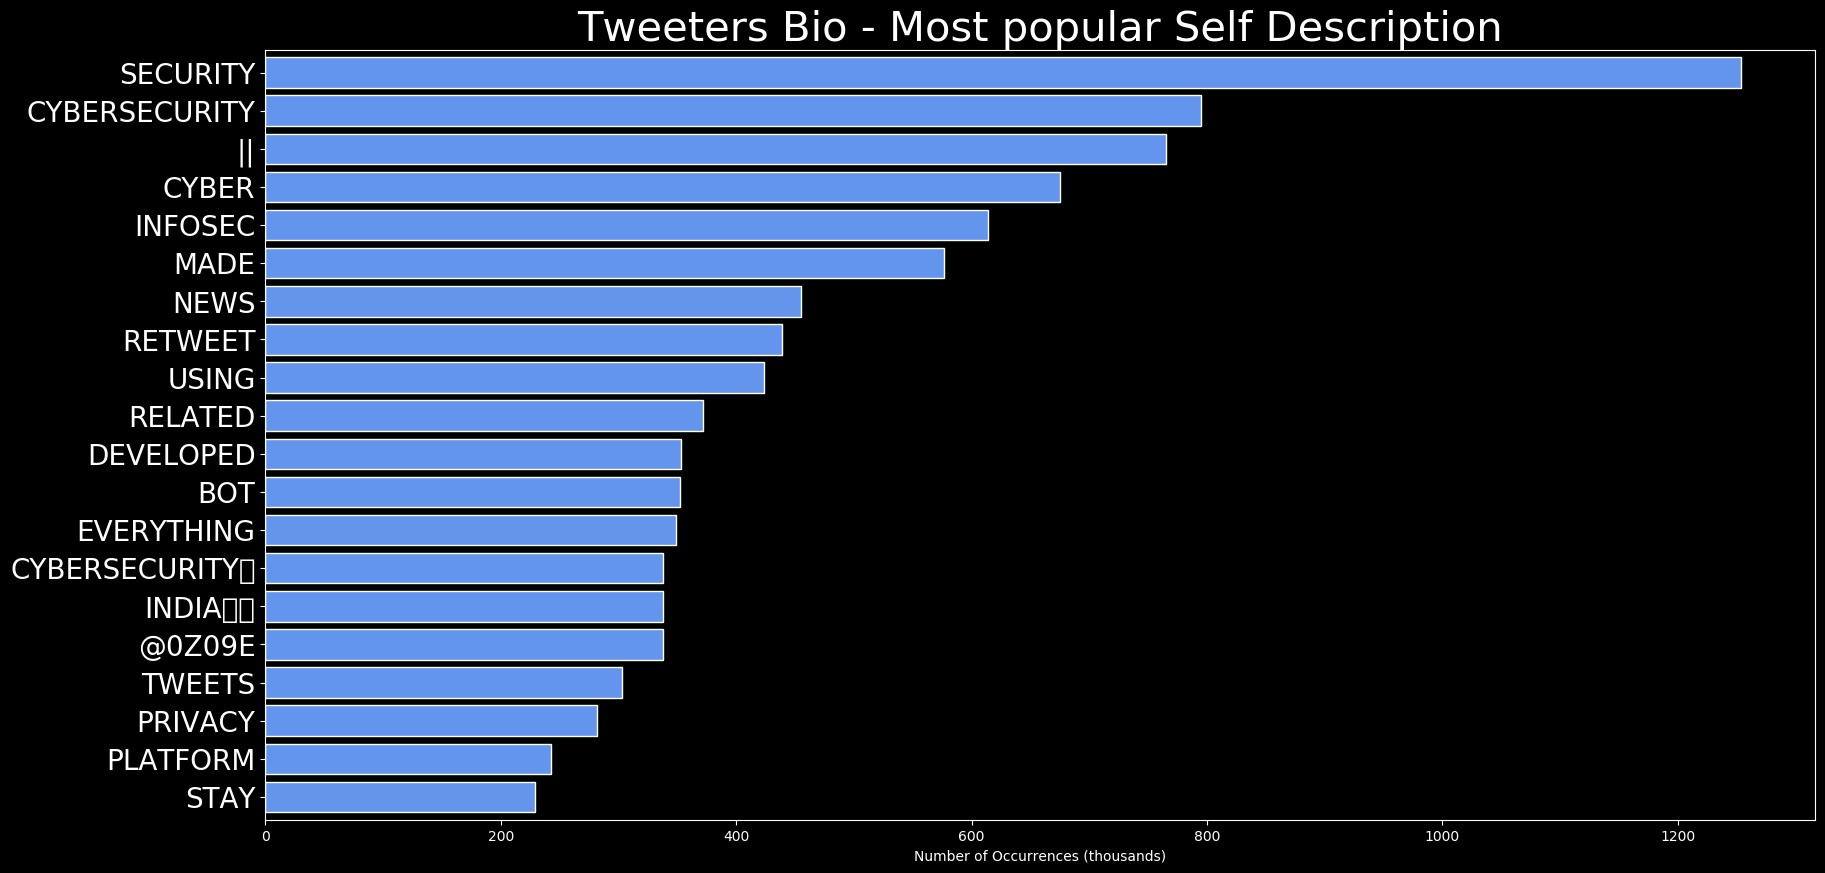 Tweeters Bio - Most popular Self Description
SECURITY
CYBERSECURITY
||
CYBER
INFOSEC
MADE
NEWS
RETWEET
USING
RELATED
DEVELOPED
BOT
EVERYTHING
CYBERSECURITY▯
INDIA▯▯
@0Z09E
TWEETS
PRIVACY
PLATFORM
STAY
0 200 400 600 800 1000 1200
Number of Occurrences (thousands)